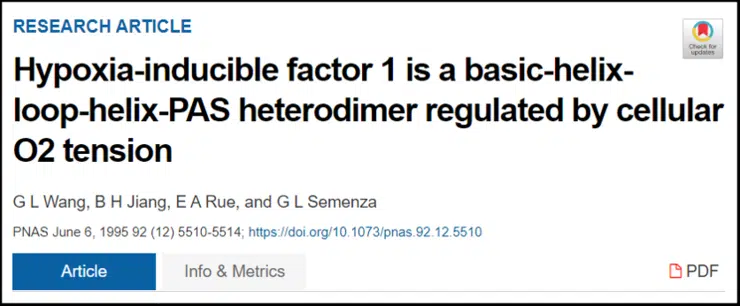 RESEARCH ARTICLE
Check for
updates
Hypoxia-inducible factor 1 is a basic-helix-
loop-helix-PAS heterodimer regulated by cellular
O2 tension
G L Wang, B H Jiang, E A Rue, and G L Semenza
PNAS June 6, 1995 92 (12) 5510-5514; https://doi.org/10.1073/pnas.92.12.5510
Article Info & Metrics PDF